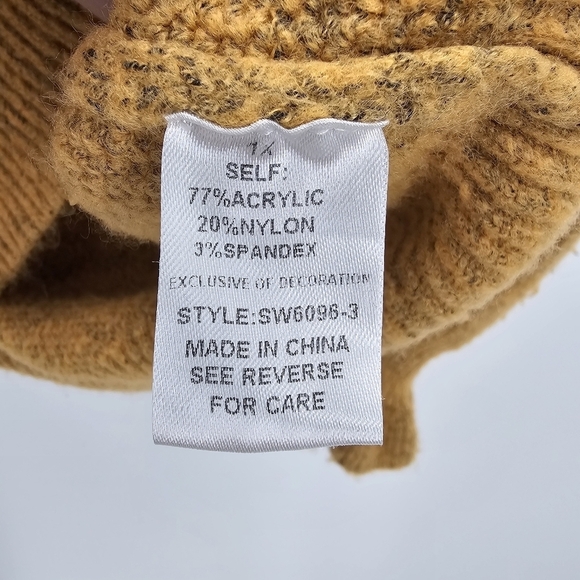 SELF:
77%ACRYLIC
20%NYLON
3%SPANDEX
EXCLUSIVE OF DECORATION
STYLE:SW6096-3
MADE IN CHINA
SEE REVERSE
FOR CARE